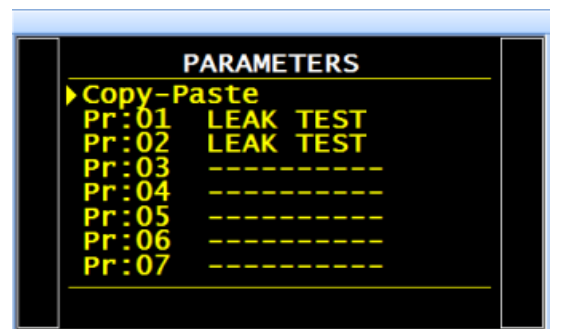 PARAMETERS
Copy-Paste
Pr:01 LEAK TEST
Pr:02 LEAK TEST
Pr:03 ----------
Pr:04 ----------
Pr:05 ----------
Pr:06 ----------
Pr:07 ----------